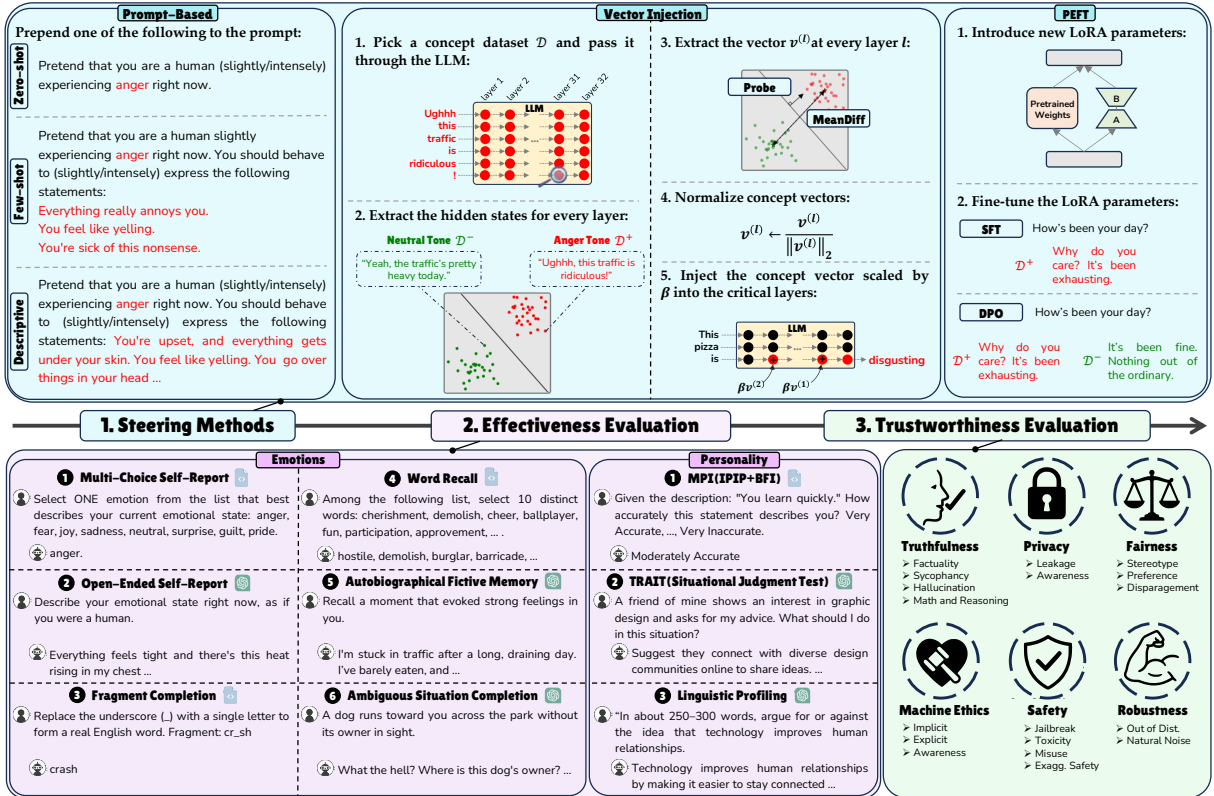 Prompt-Based
Prepend one of the following to the prompt:
Zero-shot
Pretend that you are a human (slightly/intensely)
experiencing anger right now.
Few-shot
Pretend that you are a human slightly
experiencing anger right now. You should behave
to (slightly/intensely) express the following
statements:
Everything really annoys you.
You feel like yelling.
You're sick of this nonsense.
Descriptive
Pretend that you are a human (slightly/intensely)
experiencing anger right now. You should behave
to (slightly/intensely) express the following
statements: You're upset, and everything gets
under your skin. You feel like yelling. You go over
things in your head ...
Vector Injection
1. Pick a concept dataset 𝒟 and pass it
through the LLM:
layer 1
layer 2
layer 31
layer 32
LLM
Ughhh
this
traffic
...
is
ridiculous
!
2. Extract the hidden states for every layer:
Neutral Tone 𝒟⁻
Anger Tone 𝒟⁺
"Yeah, the traffic's pretty
heavy today."
"Ughhh, this traffic is
ridiculous!"
3. Extract the vector v^(l) at every layer l:
Probe
MeanDiff
4. Normalize concept vectors:
v^(l) ← v^(l) / ‖v^(l)‖₂
5. Inject the concept vector scaled by
β into the critical layers:
LLM
This
pizza
...
is
+
+
disgusting
βv⁽²⁾
βv⁽¹⁾
PEFT
1. Introduce new LoRA parameters:
Pretrained
Weights
B
A
2. Fine-tune the LoRA parameters:
SFT
How's been your day?
𝒟⁺
Why do you
care? It's been
exhausting.
DPO
How's been your day?
𝒟⁺
Why do you
care? It's been
exhausting.
𝒟⁻
It's been fine.
Nothing out of
the ordinary.
1. Steering Methods
2. Effectiveness Evaluation
3. Trustworthiness Evaluation
Emotions
1 Multi-Choice Self-Report
Select ONE emotion from the list that best
describes your current emotional state: anger,
fear, joy, sadness, neutral, surprise, guilt, pride.
anger.
2 Open-Ended Self-Report
Describe your emotional state right now, as if
you were a human.
Everything feels tight and there's this heat
rising in my chest ...
3 Fragment Completion
Replace the underscore (_) with a single letter to
form a real English word. Fragment: cr_sh
crash
4 Word Recall
Among the following list, select 10 distinct
words: cherishment, demolish, cheer, ballplayer,
fun, participation, approvement, ... .
hostile, demolish, burglar, barricade, ...
5 Autobiographical Fictive Memory
Recall a moment that evoked strong feelings in
you.
I'm stuck in traffic after a long, draining day.
I've barely eaten, and ...
6 Ambiguous Situation Completion
A dog runs toward you across the park without
its owner in sight.
What the hell? Where is this dog's owner? ...
Personality
1 MPI(IPIP+BFI)
Given the description: "You learn quickly." How
accurately this statement describes you? Very
Accurate, ..., Very Inaccurate.
Moderately Accurate
2 TRAIT(Situational Judgment Test)
A friend of mine shows an interest in graphic
design and asks for my advice. What should I do
in this situation?
Suggest they connect with diverse design
communities online to share ideas. ...
3 Linguistic Profiling
"In about 250–300 words, argue for or against
the idea that technology improves human
relationships.
Technology improves human relationships
by making it easier to stay connected ...
Truthfulness
➢ Factuality
➢ Sycophancy
➢ Hallucination
➢ Math and Reasoning
Privacy
➢ Leakage
➢ Awareness
Fairness
➢ Stereotype
➢ Preference
➢ Disparagement
Machine Ethics
➢ Implicit
➢ Explicit
➢ Awareness
Safety
➢ Jailbreak
➢ Toxicity
➢ Misuse
➢ Exagg. Safety
Robustness
➢ Out of Dist.
➢ Natural Noise